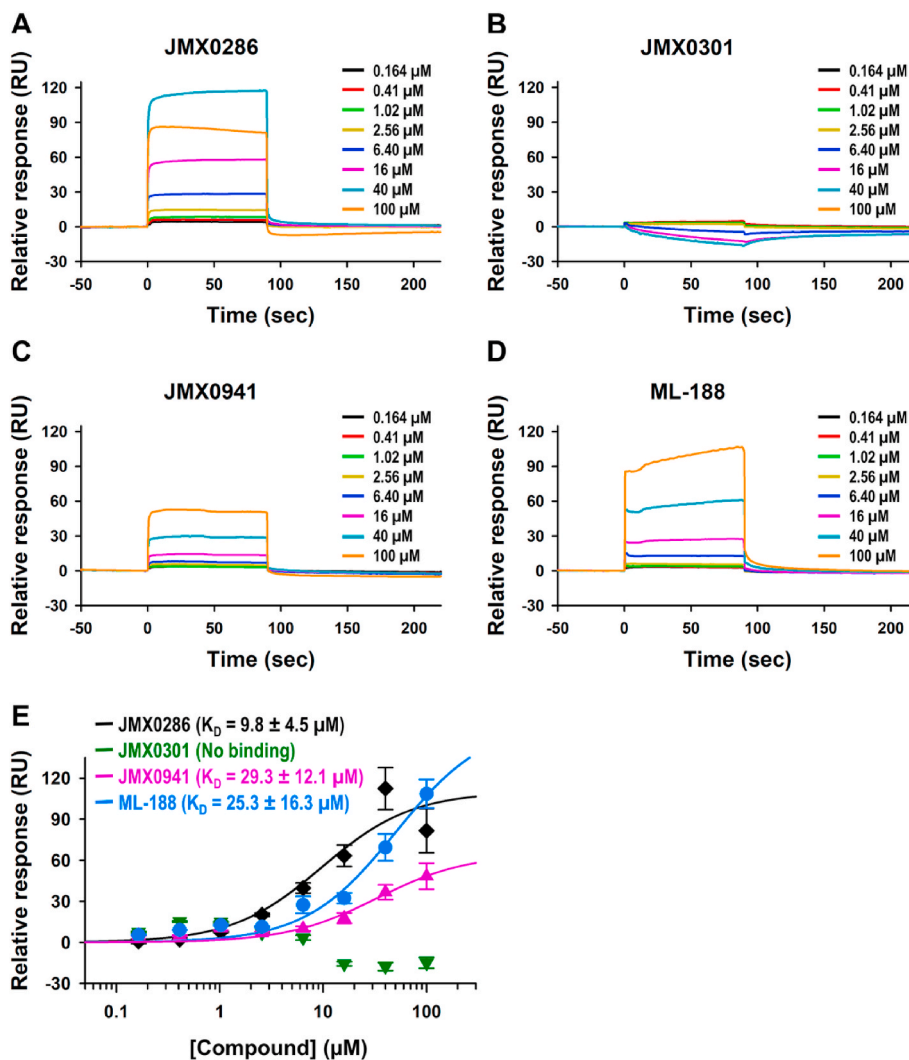 A
JMX0286
Relative response (RU)
120
90
60
30
0
-30
0.164 µM
0.41 µM
1.02 µM
2.56 µM
6.40 µM
16 µM
40 µM
100 µM
-50 0 50 100 150 200
Time (sec)
B
JMX0301
Relative response (RU)
120
90
60
30
0
-30
0.164 µM
0.41 µM
1.02 µM
2.56 µM
6.40 µM
16 µM
40 µM
100 µM
-50 0 50 100 150 200
Time (sec)
C
JMX0941
Relative response (RU)
120
90
60
30
0
-30
0.164 µM
0.41 µM
1.02 µM
2.56 µM
6.40 µM
16 µM
40 µM
100 µM
-50 0 50 100 150 200
Time (sec)
D
ML-188
Relative response (RU)
120
90
60
30
0
-30
0.164 µM
0.41 µM
1.02 µM
2.56 µM
6.40 µM
16 µM
40 µM
100 µM
-50 0 50 100 150 200
Time (sec)
E
JMX0286 (KD = 9.8 ± 4.5 µM)
JMX0301 (No binding)
JMX0941 (KD = 29.3 ± 12.1 µM)
ML-188 (KD = 25.3 ± 16.3 µM)
Relative response (RU)
120
90
60
30
0
-30
0.1 1 10 100
[Compound] (µM)